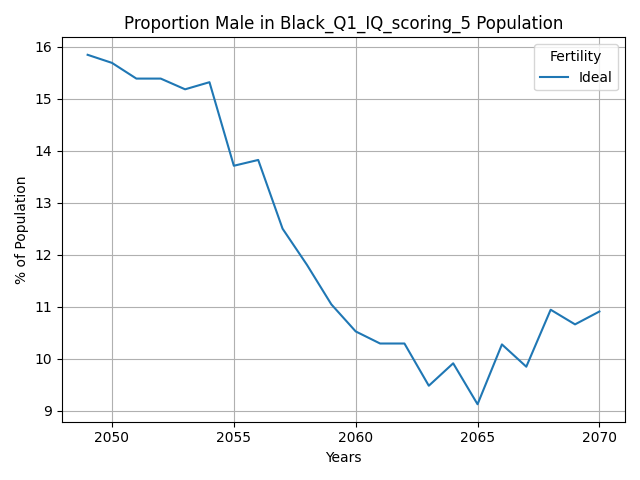 Proportion Male in Black_Q1_IQ_scoring_5 Population
Fertility
Ideal
% of Population
16
15
14
13
12
11
10
9
2050 2055 2060 2065 2070
Years